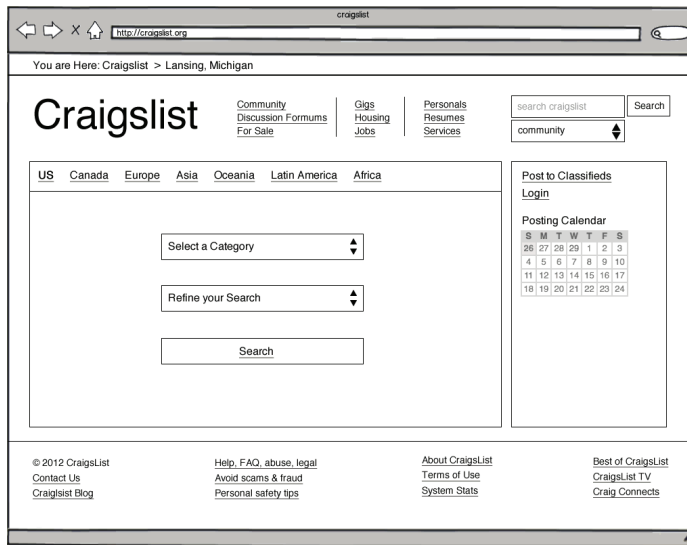 craigslist
X http://craigslist.org
You are Here: Craigslist > Lansing, Michigan
Craigslist
Community
Discussion Formums
For Sale
Gigs
Housing
Jobs
Personals
Resumes
Services
search craigslist Search
community
US Canada Europe Asia Oceania Latin America Africa
Select a Category
Refine your Search
Search
Post to Classifieds
Login
Posting Calendar
S M T W T F S
26 27 28 29 1 2 3
4 5 6 7 8 9 10
11 12 13 14 15 16 17
18 19 20 21 22 23 24
© 2012 CraigsList
Contact Us
Craiglsist Blog
Help, FAQ, abuse, legal
Avoid scams & fraud
Personal safety tips
About CraigsList
Terms of Use
System Stats
Best of CraigsList
CraigsList TV
Craig Connects